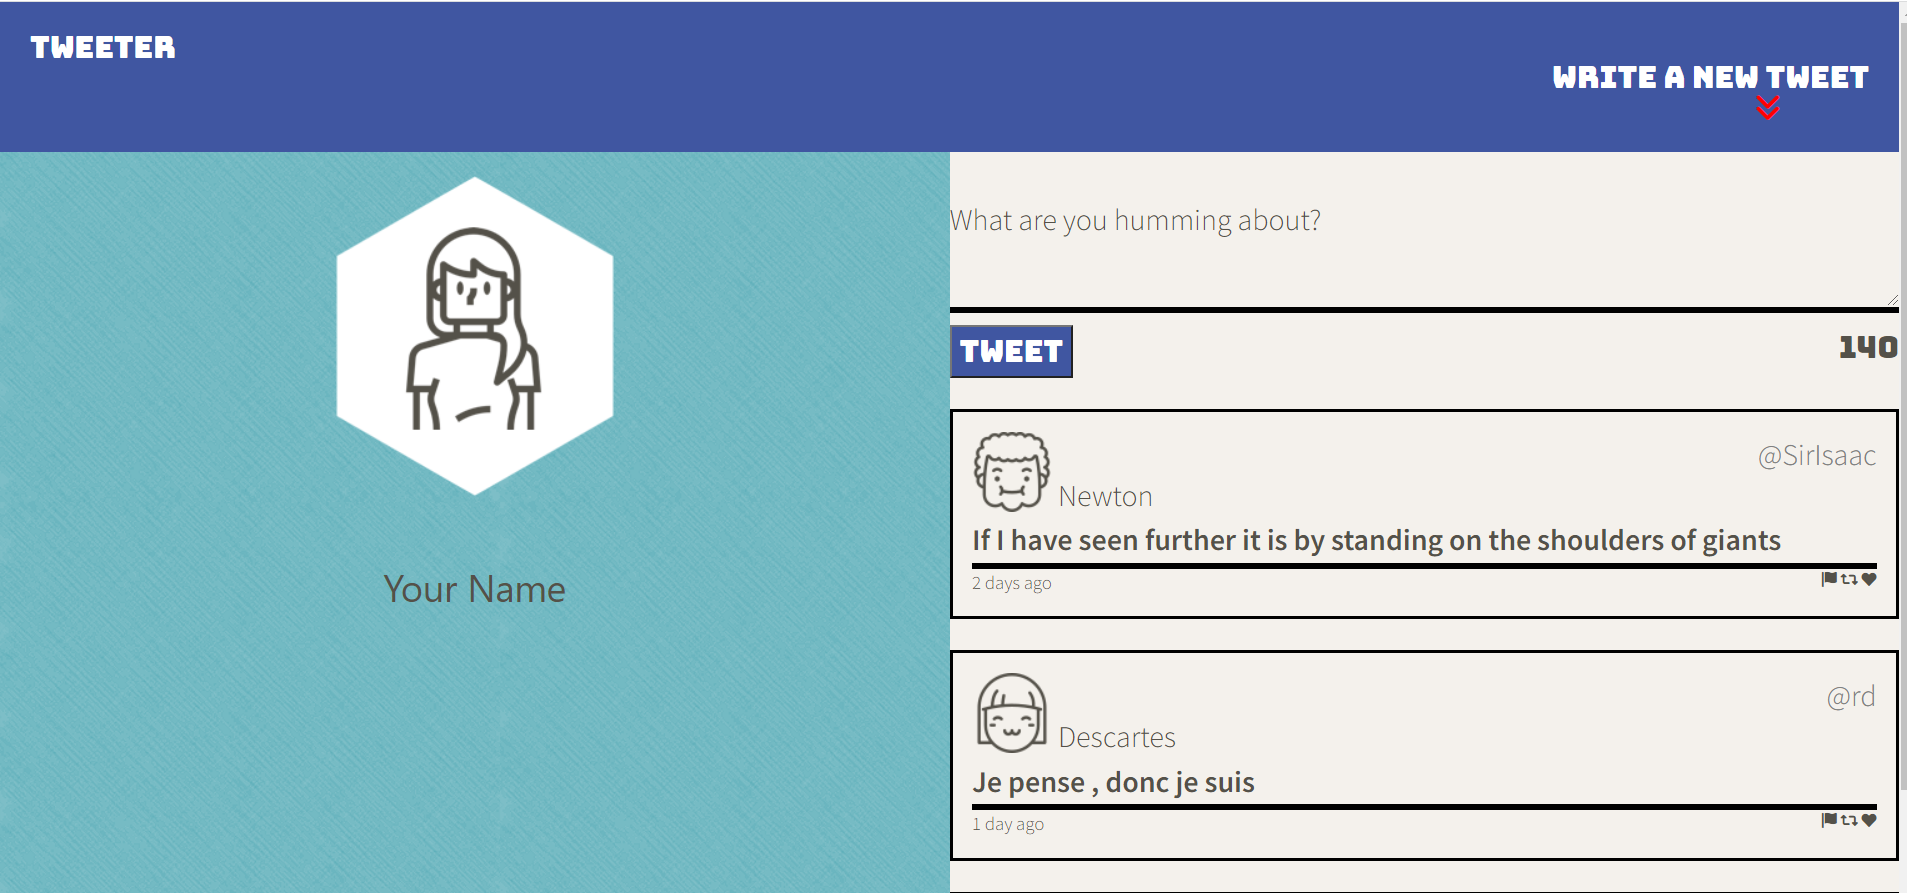 TWEETER
WRITE A NEW TWEET
Your Name
What are you humming about?
TWEET
140
@SirIsaac
Newton
If I have seen further it is by standing on the shoulders of giants
2 days ago
@rd
Descartes
Je pense , donc je suis
1 day ago